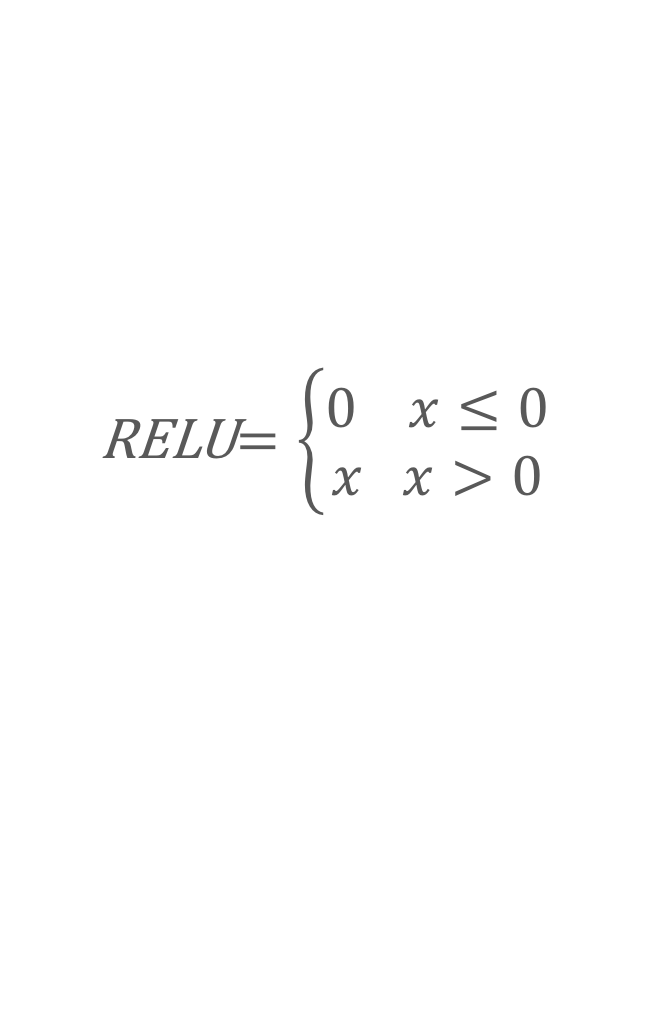 RELU= { 0 x ≤ 0
x x > 0